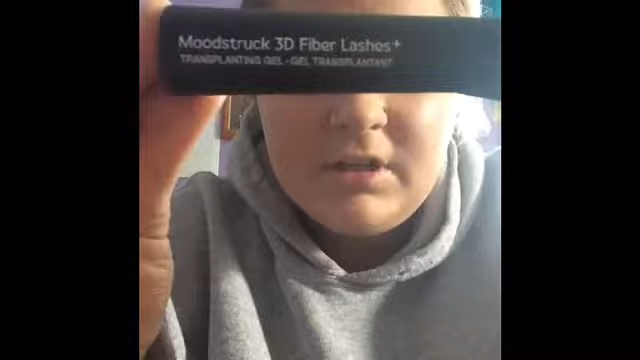 Moodstruck 3D Fiber Lashes+
TRANSPLANTING GEL - GEL TRANSPLANTANT